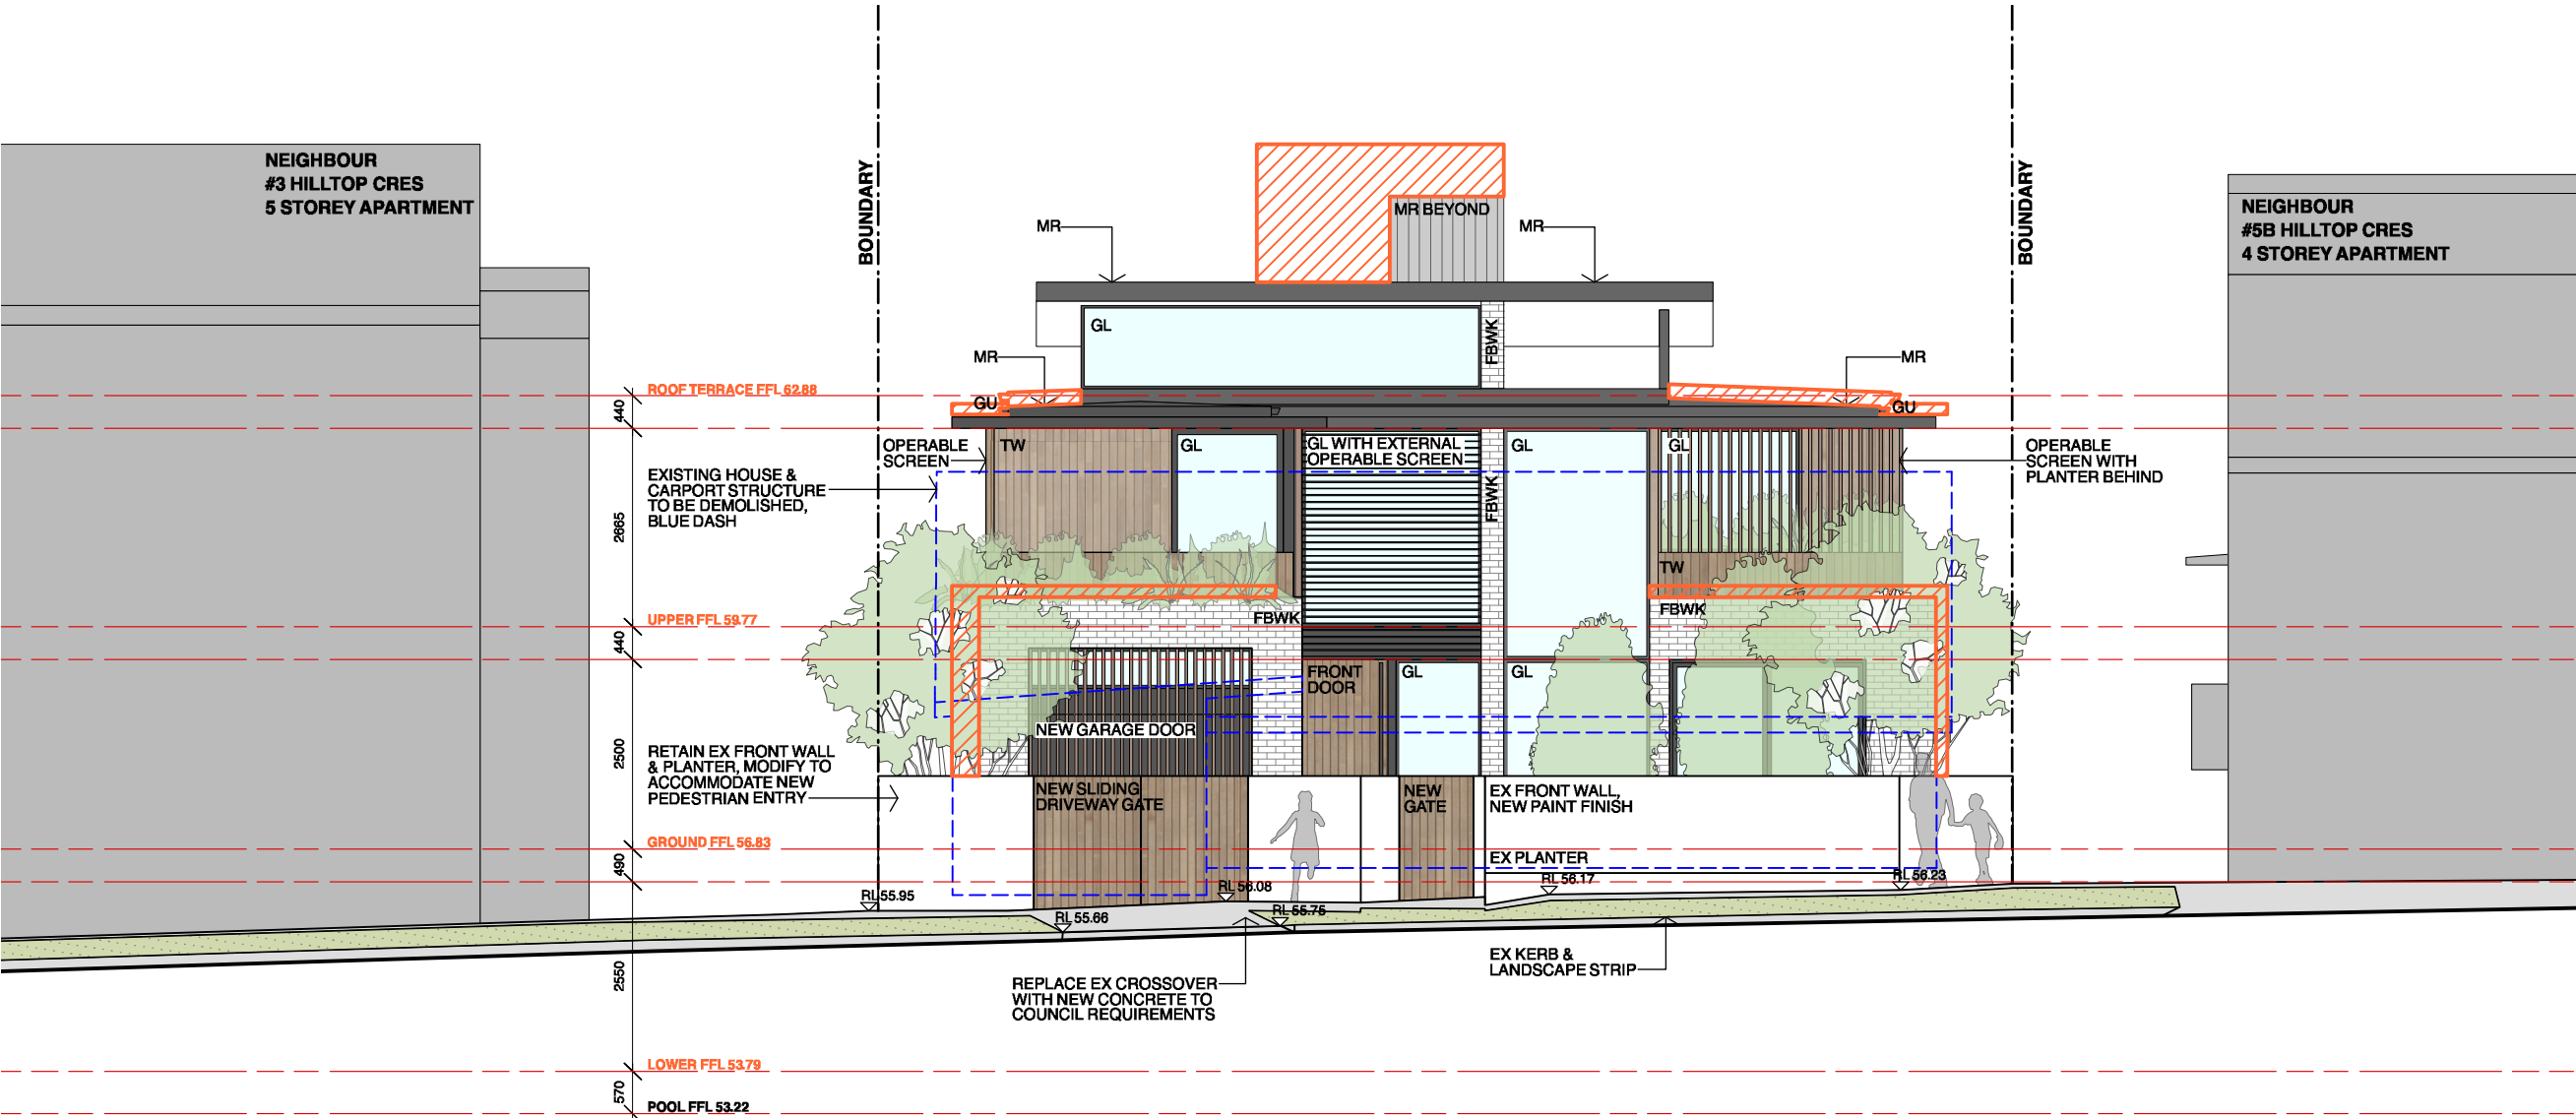 NEIGHBOUR
#3 HILLTOP CRES
5 STOREY APARTMENT
BOUNDARY
BOUNDARY
NEIGHBOUR
#5B HILLTOP CRES
4 STOREY APARTMENT
MR
MR BEYOND
MR
GL
FBWK
MR
MR
ROOF TERRACE FFL 62.88
440
GU
GU
OPERABLE
SCREEN
TW
GL
GL WITH EXTERNAL
OPERABLE SCREEN
FBWK
GL
GL
OPERABLE
SCREEN WITH
PLANTER BEHIND
EXISTING HOUSE &
CARPORT STRUCTURE
TO BE DEMOLISHED,
BLUE DASH
2665
TW
FBWK
FBWK
UPPER FFL 59.77
440
FRONT
DOOR
GL
GL
NEW GARAGE DOOR
2500
RETAIN EX FRONT WALL
& PLANTER, MODIFY TO
ACCOMMODATE NEW
PEDESTRIAN ENTRY
NEW SLIDING
DRIVEWAY GATE
NEW
GATE
EX FRONT WALL,
NEW PAINT FINISH
GROUND FFL 56.83
490
EX PLANTER
RL 55.95
RL 56.08
RL 56.17
RL 56.23
RL 55.66
RL 55.75
2550
REPLACE EX CROSSOVER
WITH NEW CONCRETE TO
COUNCIL REQUIREMENTS
EX KERB &
LANDSCAPE STRIP
LOWER FFL 53.79
570
POOL FFL 53.22